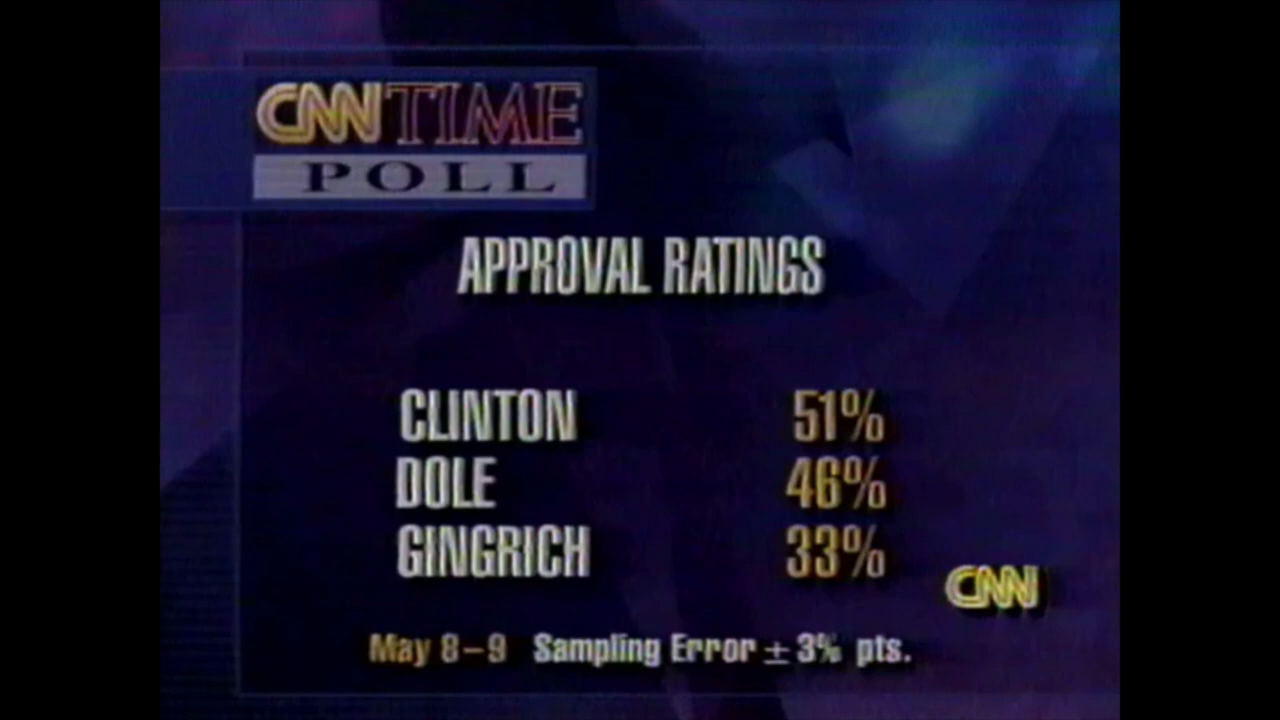 CNN TIME
POLL
APPROVAL RATINGS
CLINTON 51%
DOLE 46%
GINGRICH 33%
CNN
May 8-9 Sampling Error ± 3% pts.